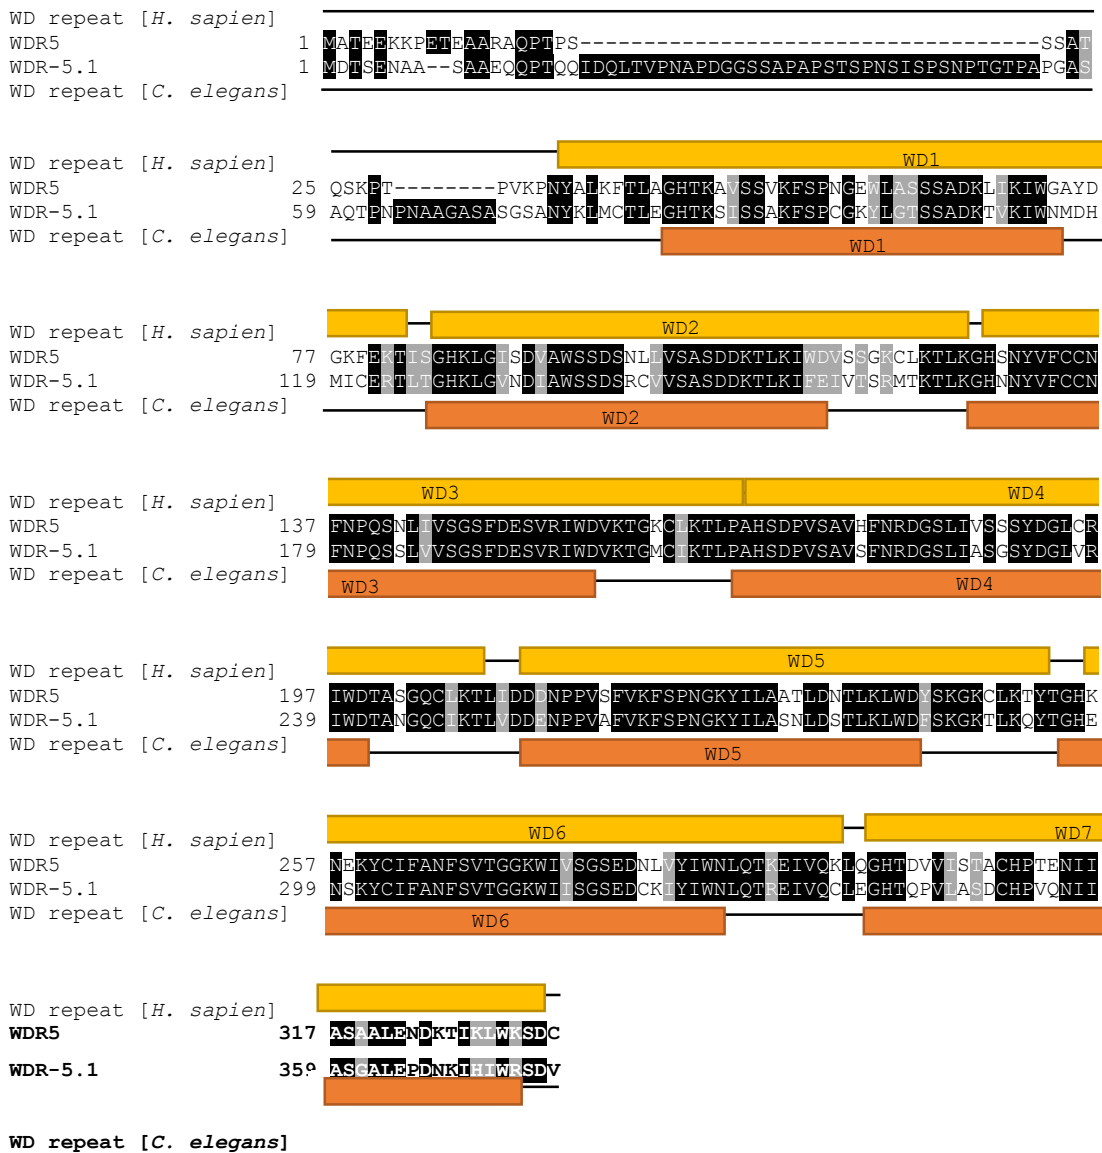 WD repeat [H. sapien]
WDR5 1 MATEEKKPETEAARAQPTPS------------------------------------SSAT
WDR-5.1 1 MDTSENAA--SAAEQQPTQQIDQLTVPNAPDGGSSAPAPSTSPNSISPSNPTGTPAPGAS
WD repeat [C. elegans]
WD repeat [H. sapien] WD1
WDR5 25 QSKPT--------PVKPNYALKFTLAGHTKAVSSVKFSPNGEWLASSSADKLIKIWGAYD
WDR-5.1 59 AQTPNPNAAGASASGSANYKLMCTLEGHTKSISSAKFSPCGKYLGTSSADKTVKIWNMDH
WD repeat [C. elegans] WD1
WD repeat [H. sapien] WD2
WDR5 77 GKFEKTISGHKLGISDVAWSSDSNLLVSASDDKTLKIWDVSSGKCLKTLKGHSNYVFCCN
WDR-5.1 119 MICERTLTGHKLGVNDIAWSSDSRCVVSASDDKTLKIFEIVTSRMTKTLKGHNNYVFCCN
WD repeat [C. elegans] WD2
WD repeat [H. sapien] WD3 WD4
WDR5 137 FNPQSNLIVSGSFDESVRIWDVKTGKCLKTLPAHSDPVSAVHFNRDGSLIVSSSYDGLCR
WDR-5.1 179 FNPQSSLVVSGSFDESVRIWDVKTGMCIKTLPAHSDPVSAVSFNRDGSLIASGSYDGLVR
WD repeat [C. elegans] WD3 WD4
WD repeat [H. sapien] WD5
WDR5 197 IWDTASGQCLKTLIDDDNPPVSFVKFSPNGKYILAATLDNTLKLWDYSKGKCLKTYTGHK
WDR-5.1 239 IWDTANGQCIKTLVDDENPPVAFVKFSPNGKYILASNLDSTLKLWDFSKGKTLKQYTGHE
WD repeat [C. elegans] WD5
WD repeat [H. sapien] WD6 WD7
WDR5 257 NEKYCIFANFSVTGGKWIVSGSEDNLVYIWNLQTKEIVQKLQGHTDVVISTACHPTENII
WDR-5.1 299 NSKYCIFANFSVTGGKWIISGSEDCKIYIWNLQTREIVQCLEGHTQPVLASDCHPVQNII
WD repeat [C. elegans] WD6
WD repeat [H. sapien]
WDR5 317 ASAALENDKTIKLWKSDC
WDR-5.1 359 ASGALEPDNKIHIWRSDV
WD repeat [C. elegans]